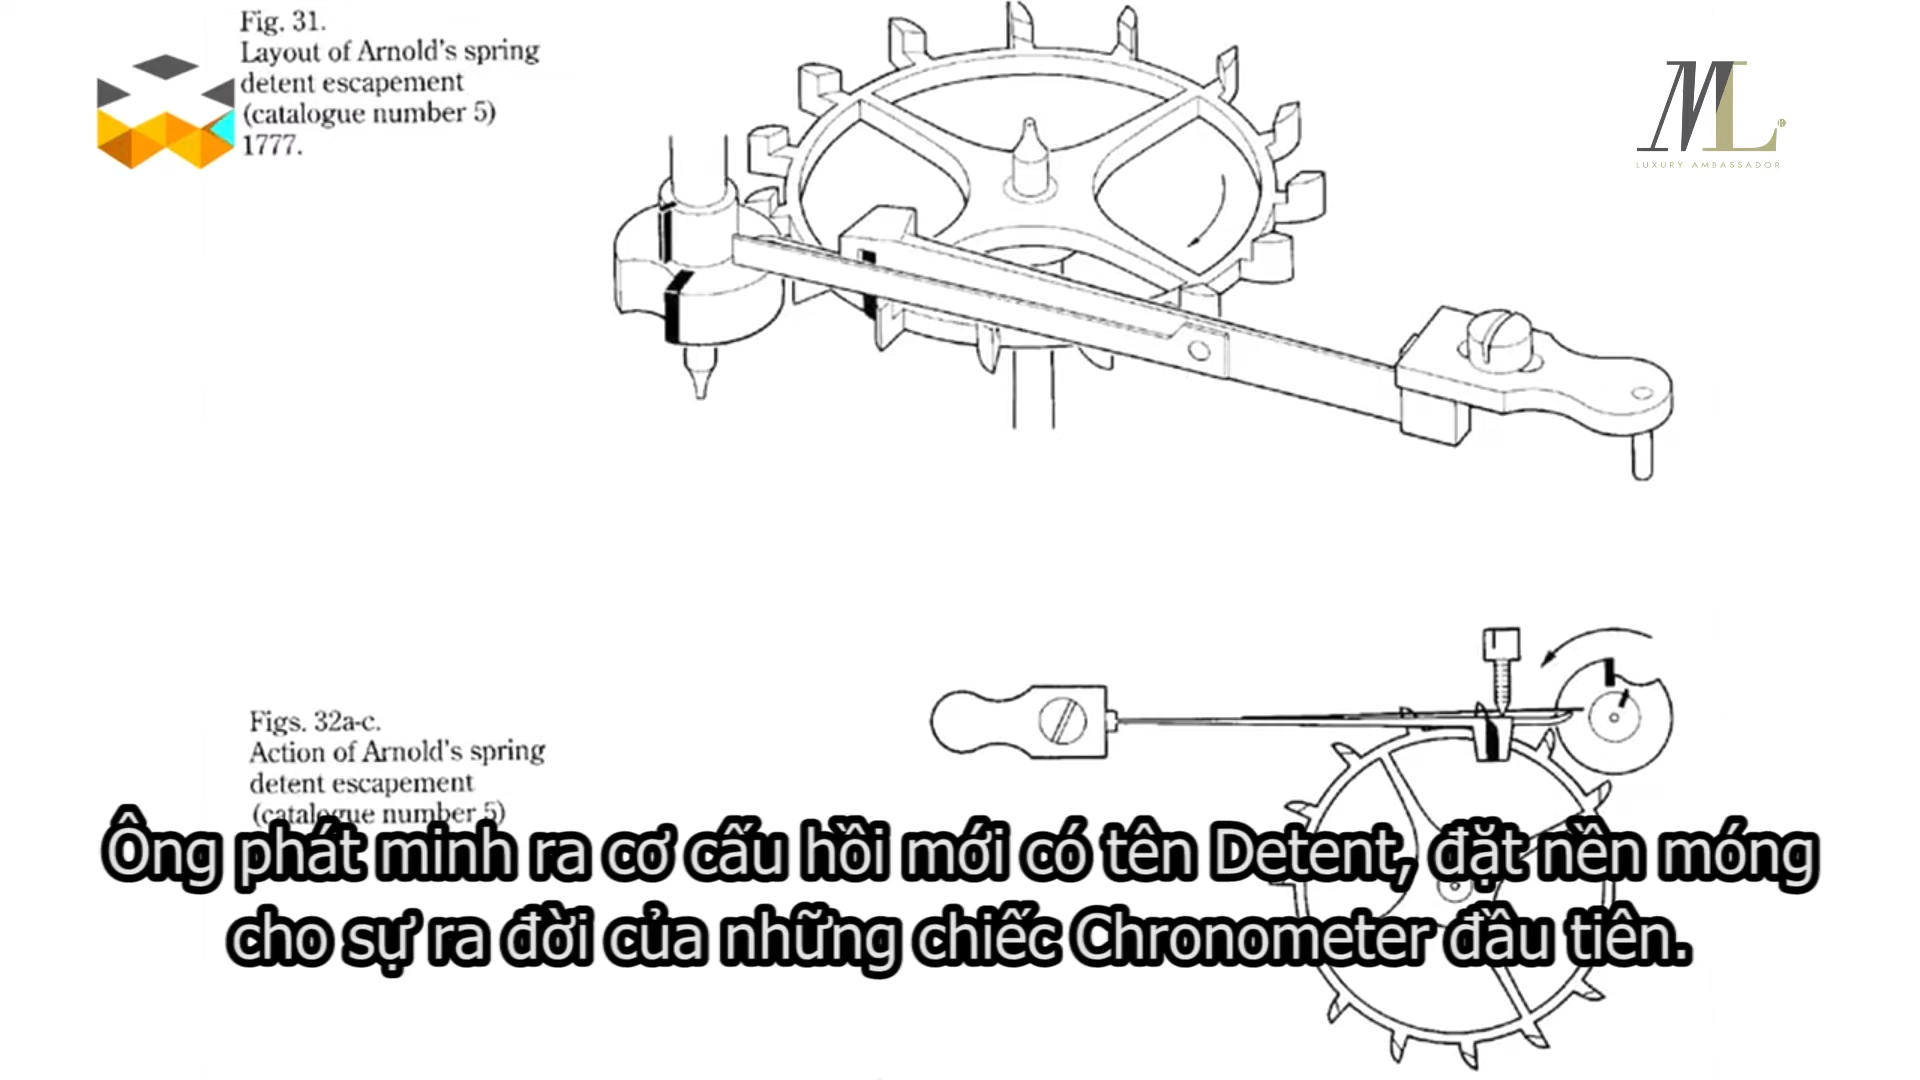 Fig. 31.
Layout of Arnold's spring
detent escapement
(catalogue number 5)
1777.
ML
LUXURY AMBASSADOR
Figs. 32a-c.
Action of Arnold's spring
detent escapement
(catalogue number 5)
Ông phát minh ra cơ cấu hồi mới có tên Detent, đặt nền móng
cho sự ra đời của những chiếc Chronometer đầu tiên.